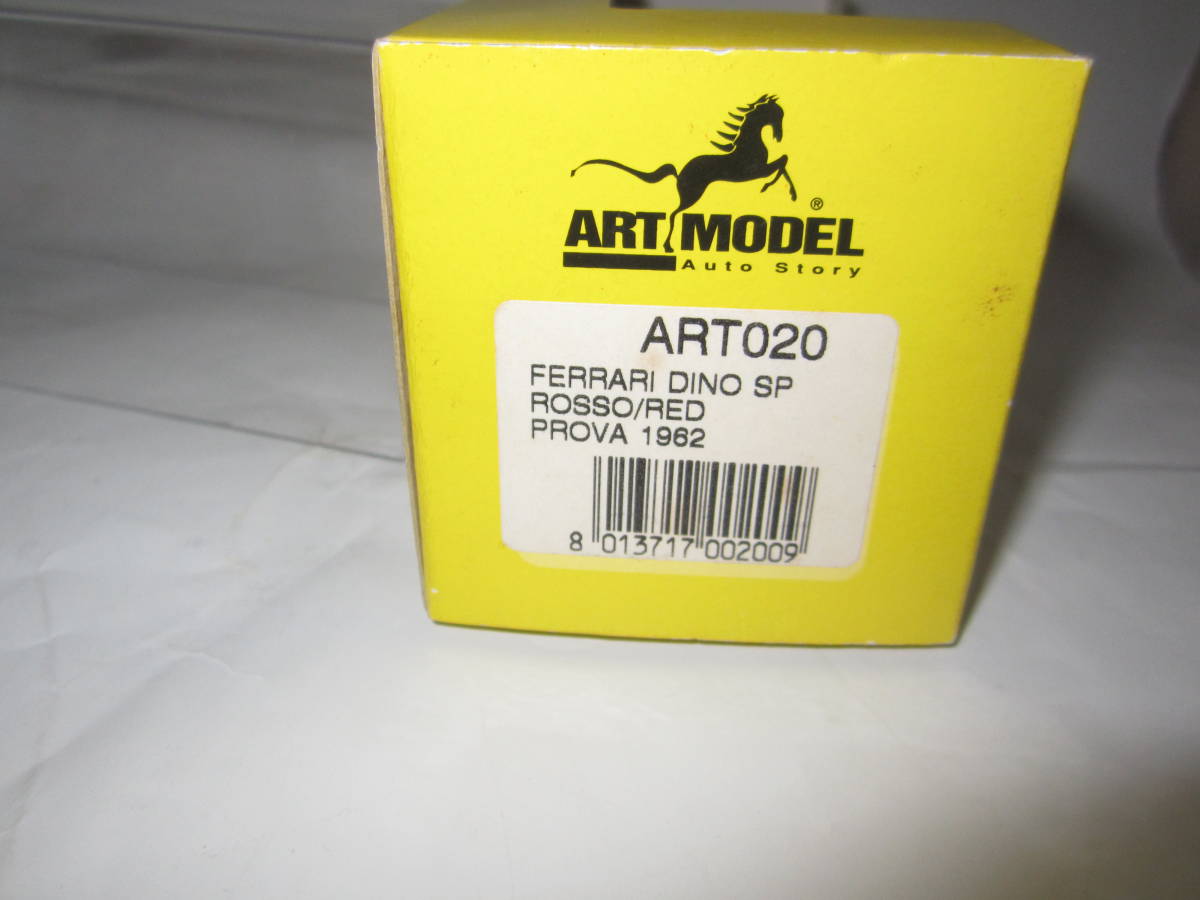 ART MODEL ®
Auto Story
ART020
FERRARI DINO SP
ROSSO/RED
PROVA 1962
8 013717 002009